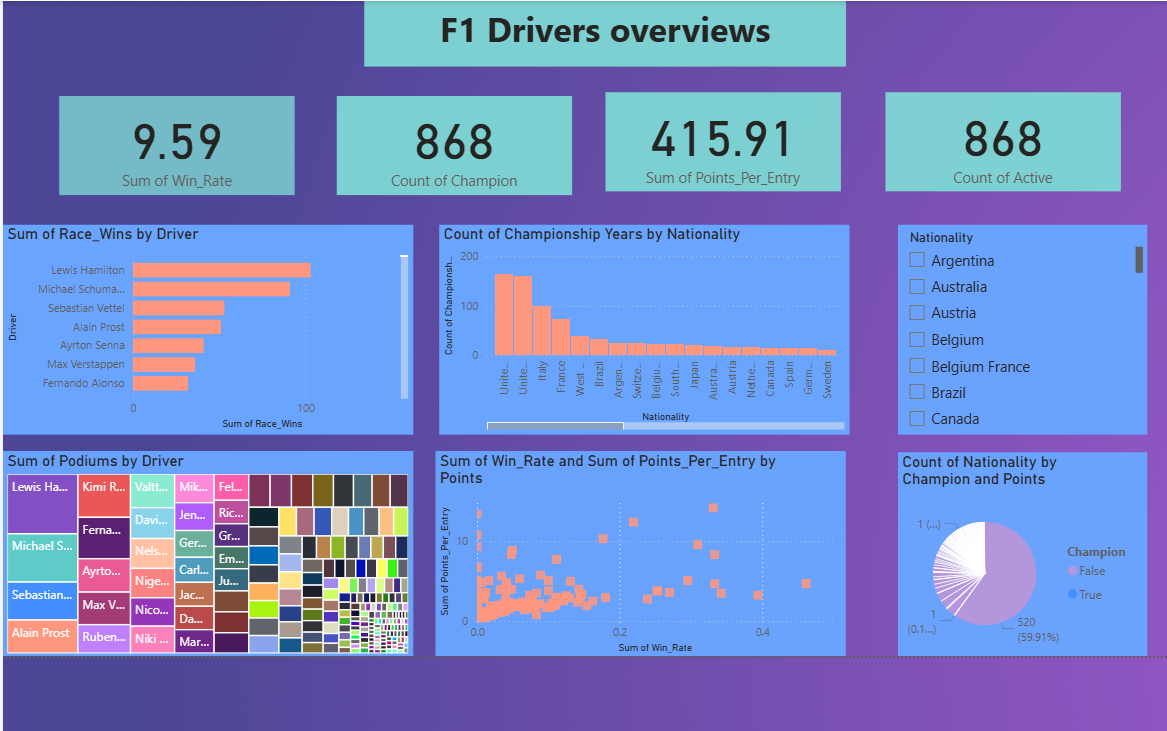 F1 Drivers overviews
9.59
Sum of Win_Rate
868
Count of Champion
415.91
Sum of Points_Per_Entry
868
Count of Active
Sum of Race_Wins by Driver
Driver
Lewis Hamilton
Michael Schuma...
Sebastian Vettel
Alain Prost
Ayrton Senna
Max Verstappen
Fernando Alonso
0
100
Sum of Race_Wins
Count of Championship Years by Nationality
Count of Championsh...
200
100
0
Unite...
Unite...
Italy
France
West ...
Brazil
Argen...
Switze...
Belgiu...
South...
Japan
Austra...
Austria
Nethe...
Canada
Spain
Germ...
Sweden
Nationality
Nationality
Argentina
Australia
Austria
Belgium
Belgium France
Brazil
Canada
Sum of Podiums by Driver
Lewis Ha...
Michael S...
Sebastian...
Alain Prost
Kimi R...
Ferna...
Ayrto...
Max V...
Ruben...
Valtt...
Davi...
Nels...
Nige...
Nico...
Niki ...
Mik...
Jen...
Ger...
Carl...
Jac...
Da...
Mar...
Fel...
Ric...
Gr...
Em...
Ju...
Sum of Win_Rate and Sum of Points_Per_Entry by
Points
Sum of Points_Per_Entry
10
0
0.0
0.2
0.4
Sum of Win_Rate
Count of Nationality by
Champion and Points
1 (...)
1
(0.1...)
520
(59.91%)
Champion
False
True